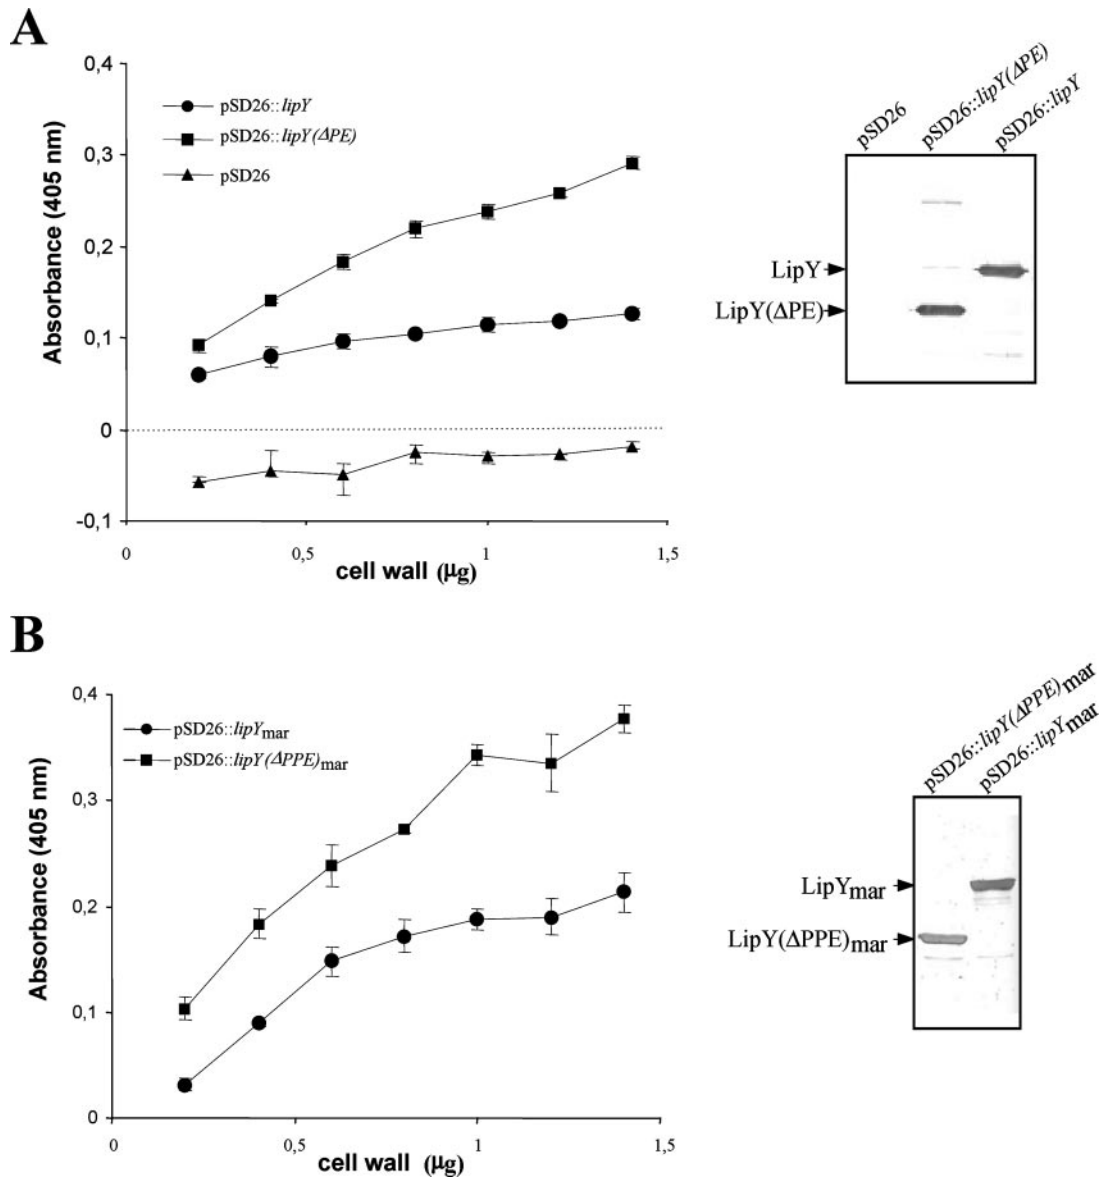 A
0,4
0,3
0,2
0,1
0
-0,1
Absorbance (405 nm)
pSD26::lipY
pSD26::lipY(ΔPE)
pSD26
0 0,5 1 1,5
cell wall (μg)
pSD26
pSD26::lipY(ΔPE)
pSD26::lipY
LipY
LipY(ΔPE)
B
0,4
0,3
0,2
0,1
0
Absorbance (405 nm)
pSD26::lipYmar
pSD26::lipY(ΔPPE)mar
0 0,5 1 1,5
cell wall (μg)
pSD26::lipY(ΔPPE)mar
pSD26::lipYmar
LipYmar
LipY(ΔPPE)mar